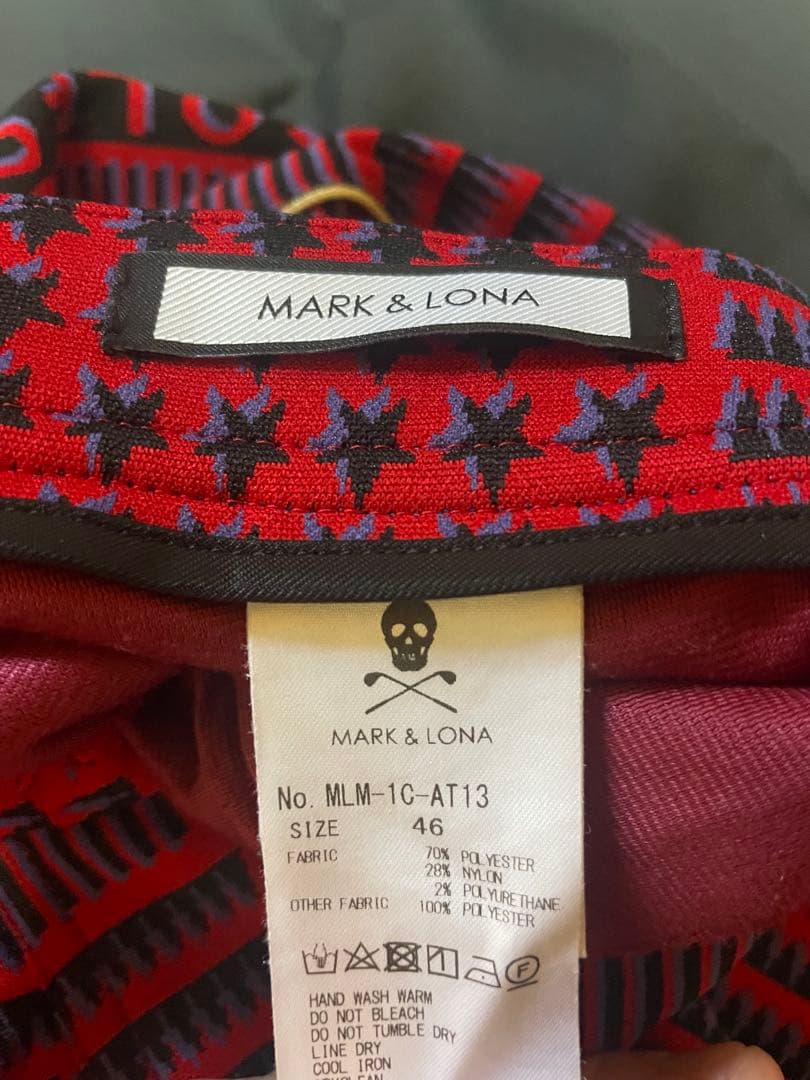 MARK & LONA
MARK & LONA
No. MLM-1C-AT13
SIZE 46
FABRIC 70% POLYESTER
28% NYLON
2% POLYURETHANE
OTHER FABRIC 100% POLYESTER
F
HAND WASH WARM
DO NOT BLEACH
DO NOT TUMBLE DRY
LINE DRY
COOL IRON